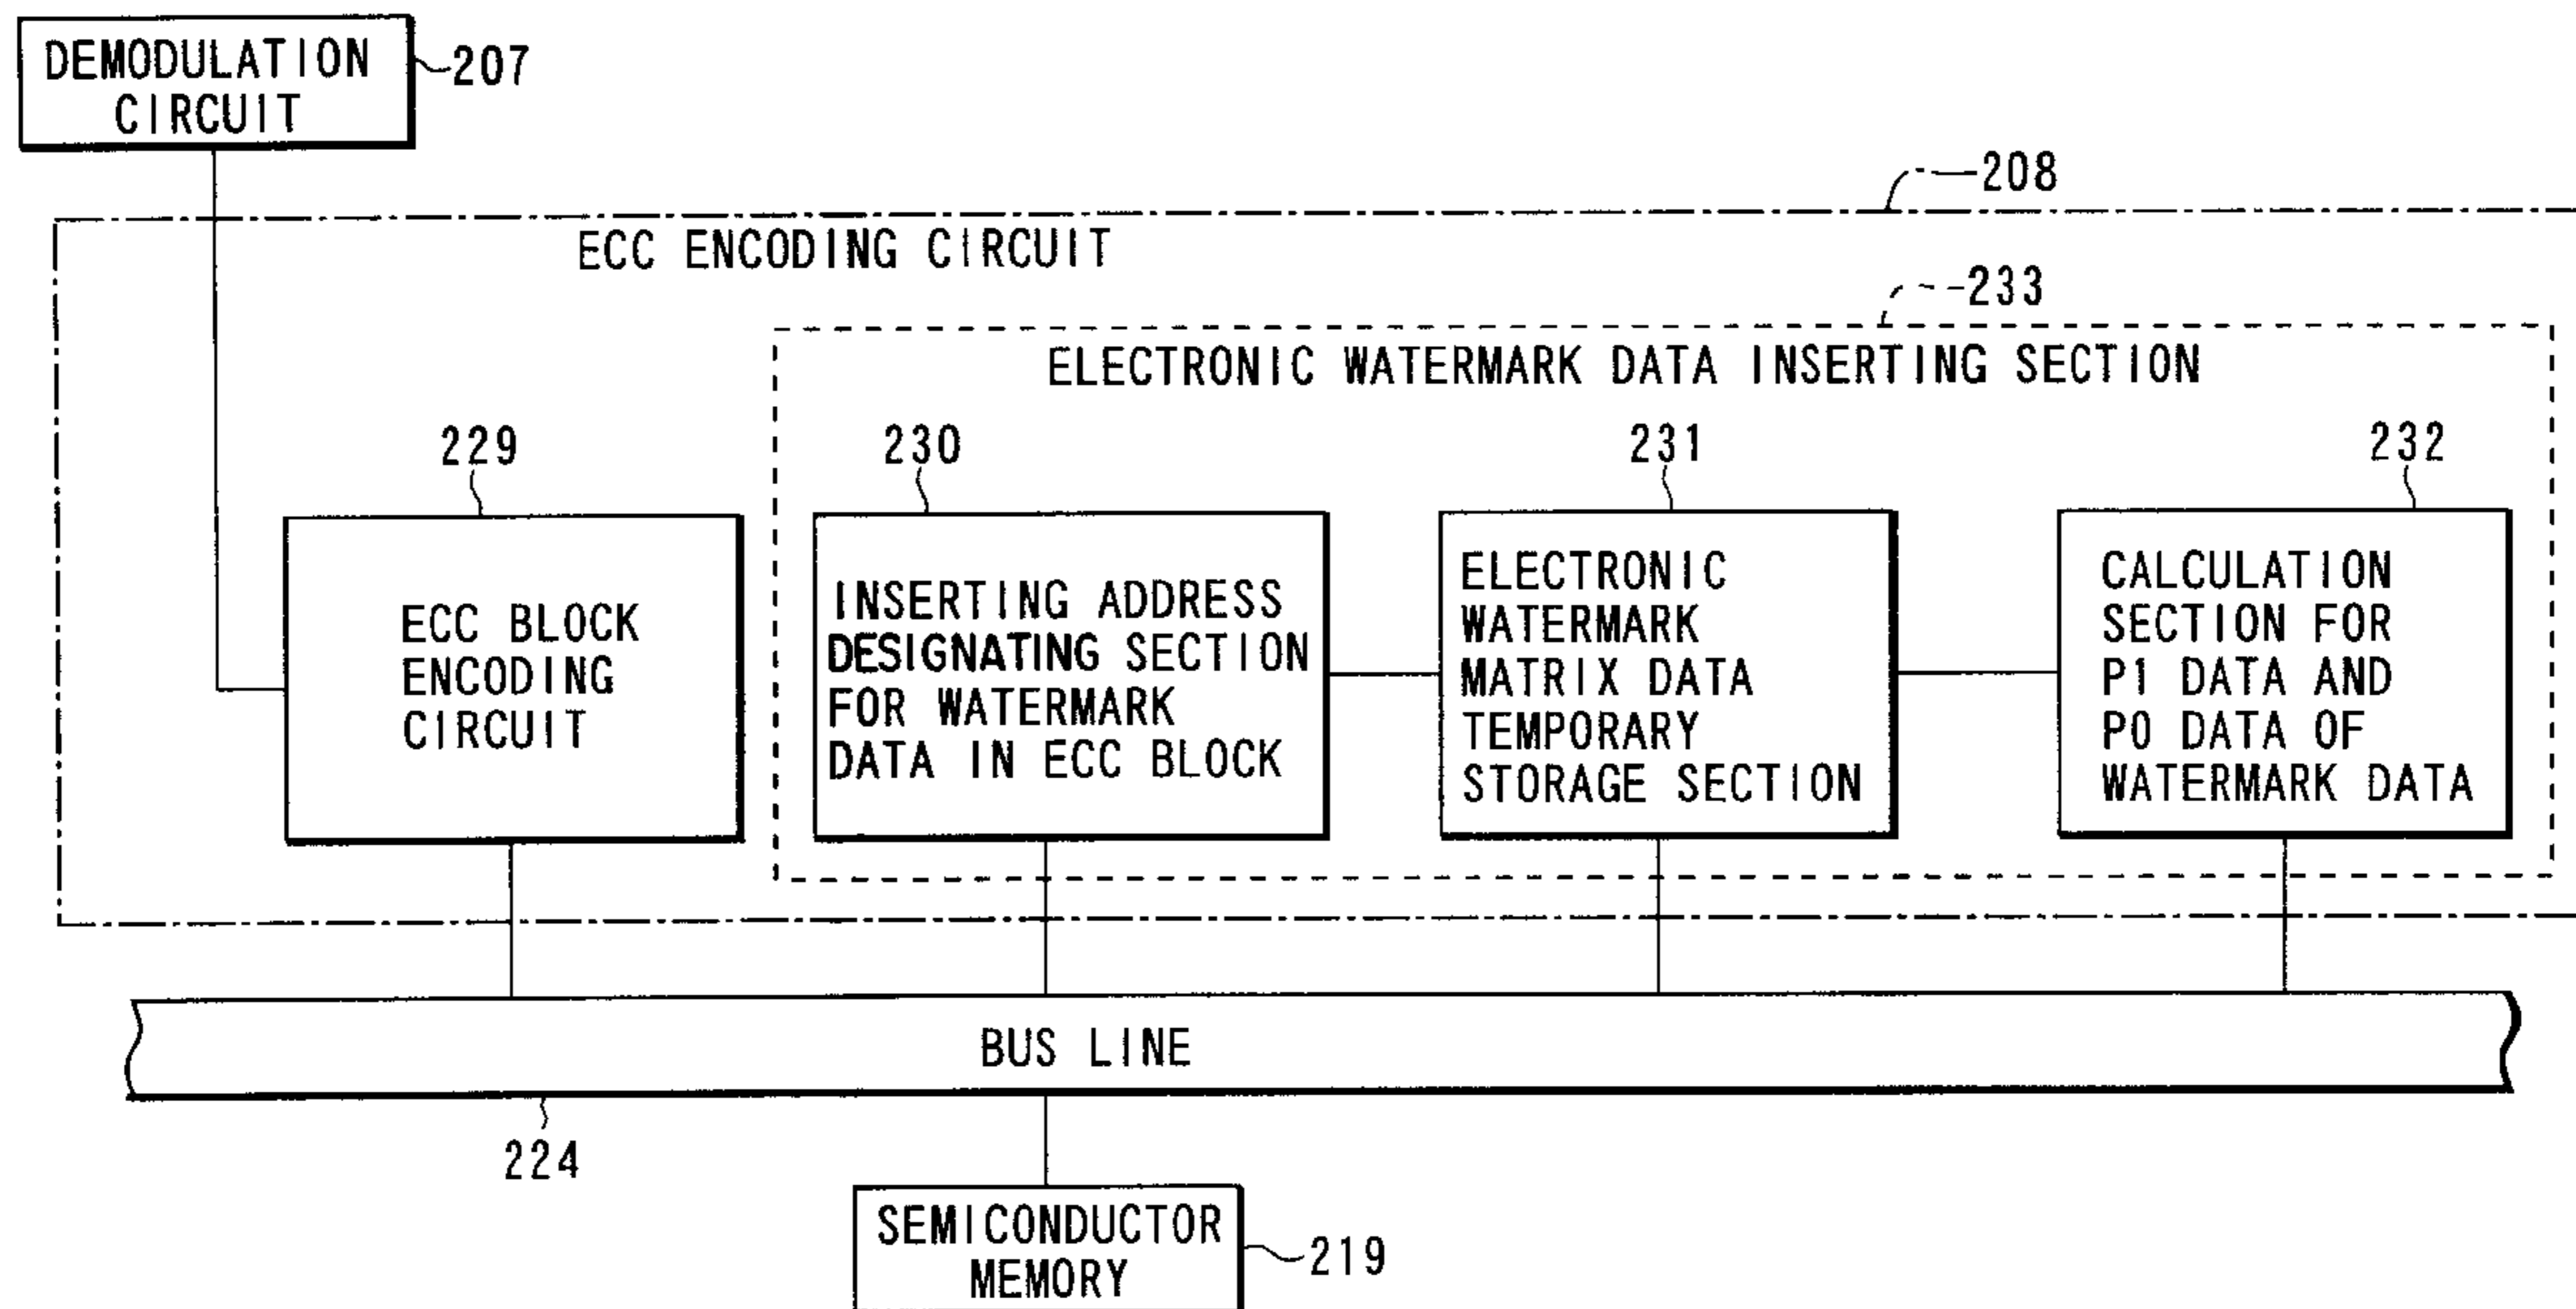 DEMODULATION
CIRCUIT
207
208
ECC ENCODING CIRCUIT
233
ELECTRONIC WATERMARK DATA INSERTING SECTION
229
230
231
232
ECC BLOCK
ENCODING
CIRCUIT
INSERTING ADDRESS
DESIGNATING SECTION
FOR WATERMARK
DATA IN ECC BLOCK
ELECTRONIC
WATERMARK
MATRIX DATA
TEMPORARY
STORAGE SECTION
CALCULATION
SECTION FOR
P1 DATA AND
P0 DATA OF
WATERMARK DATA
BUS LINE
224
SEMICONDUCTOR
MEMORY
219